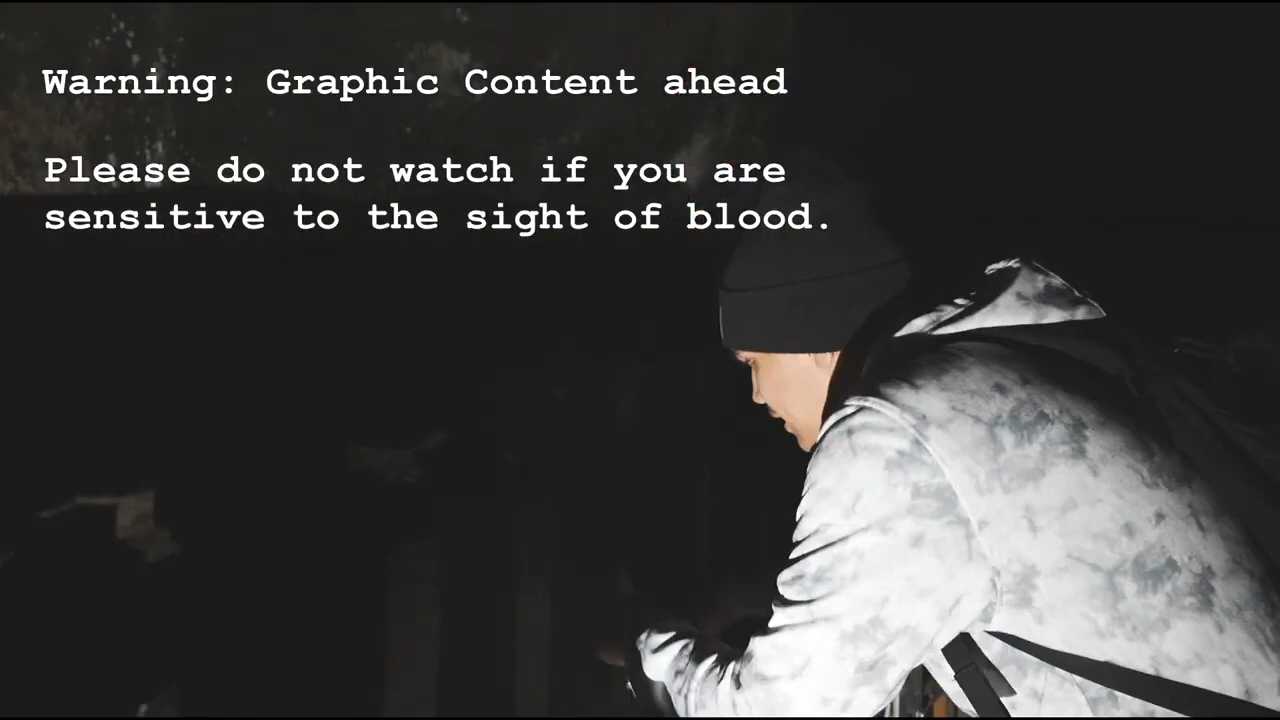 Warning: Graphic Content ahead
Please do not watch if you are
sensitive to the sight of blood.